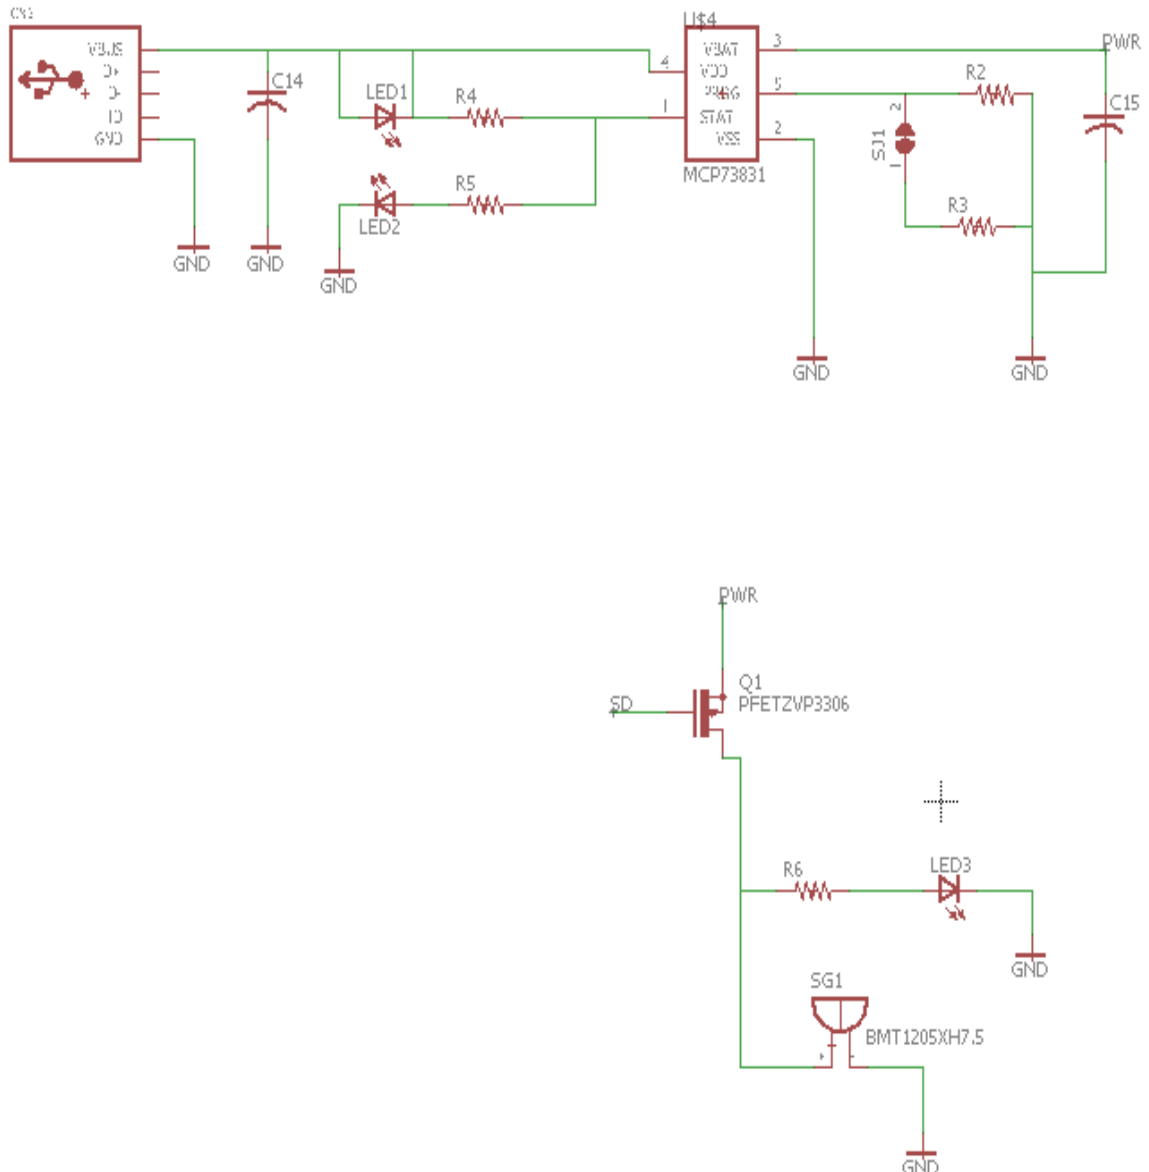 U$4
VBUS
D+
D-
ID
GND
C14
LED1
R4
4
1
VBAT
VDD
PROG
STAT
VSS
3
5
2
PWR
R2
C15
2
SJ1
1
MCP73831
LED2
R5
R3
GND
GND
GND
GND
GND
PWR
Q1
PFETZVP3306
SD
R6
LED3
GND
SG1
BMT1205XH7.5
GND